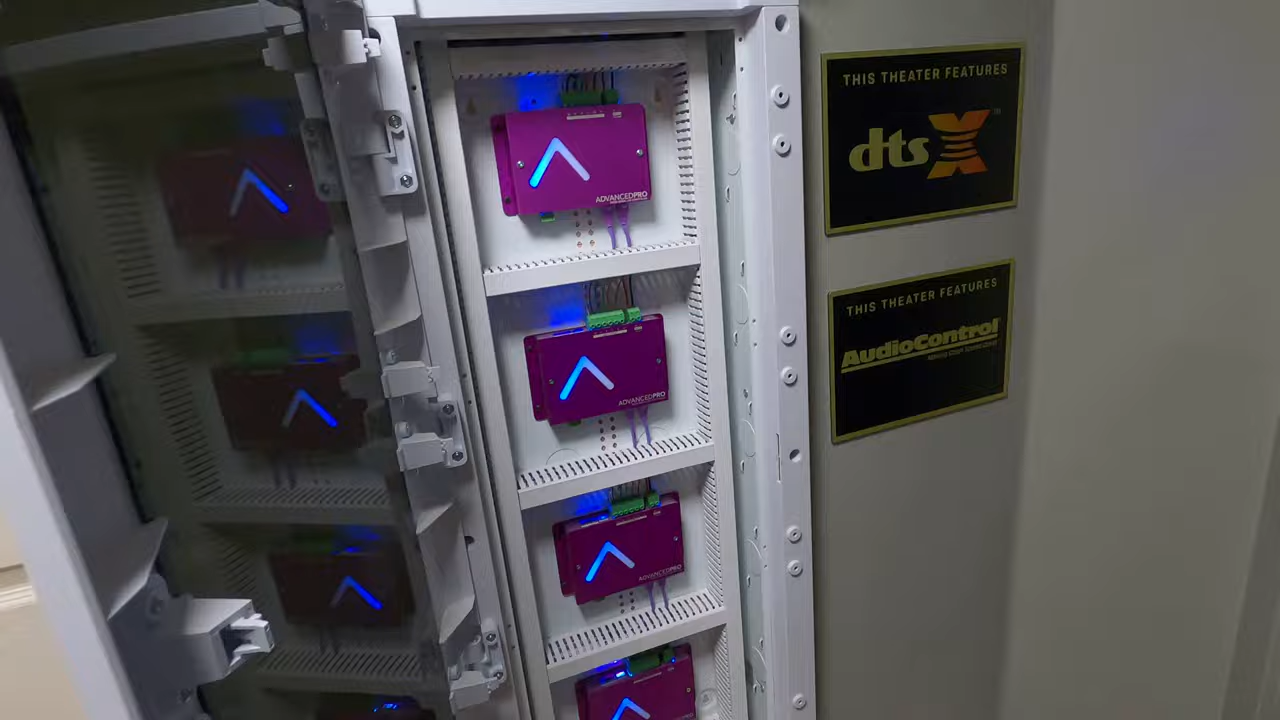 ADVANCEDPRO
ADVANCEDPRO
ADVANCEDPRO
THIS THEATER FEATURES
dts X
THIS THEATER FEATURES
AudioControl